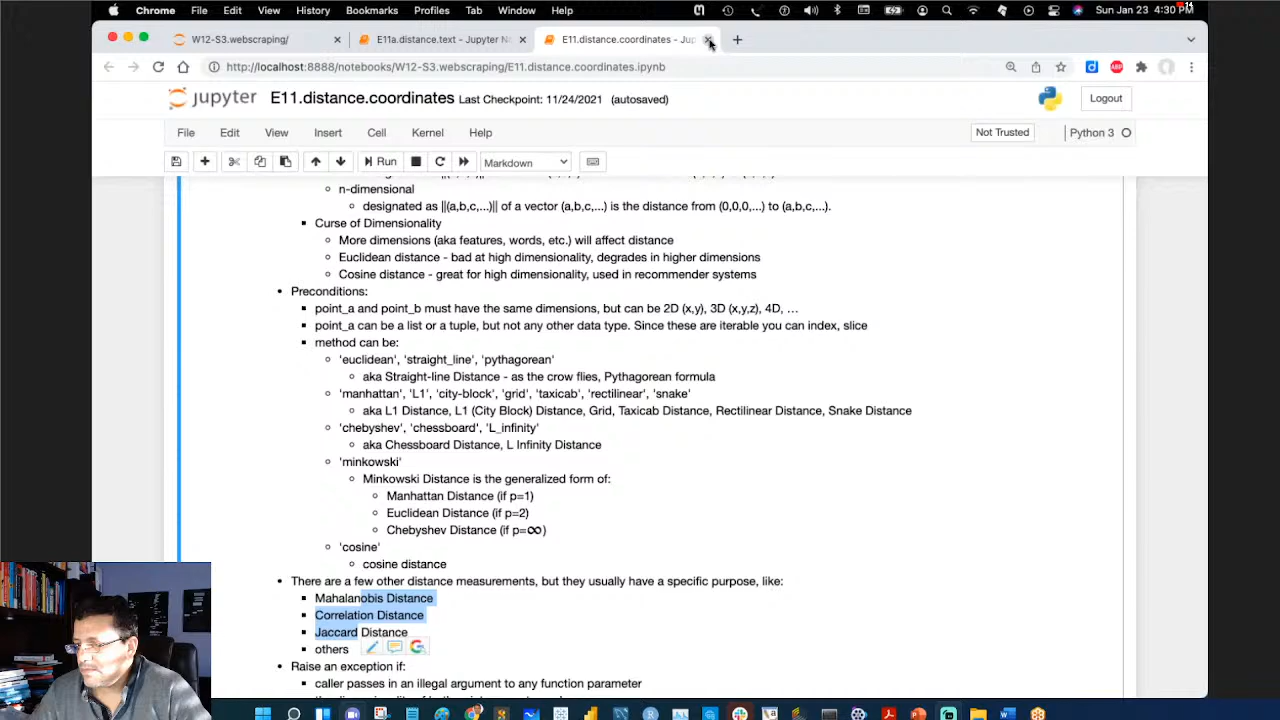 Chrome File Edit View History Bookmarks Profiles Tab Window Help Sun Jan 23 4:30 PM
14
W12-S3.webscraping/ E11a.distance.text - Jupyter No E11.distance.coordinates - Jup
http://localhost:8888/notebooks/W12-S3.webscraping/E11.distance.coordinates.ipynb
ABP
jupyter E11.distance.coordinates Last Checkpoint: 11/24/2021 (autosaved) Logout
File Edit View Insert Cell Kernel Help Not Trusted Python 3
Run Markdown
n-dimensional
designated as ||(a,b,c,...)|| of a vector (a,b,c,...) is the distance from (0,0,0,...) to (a,b,c,...).
Curse of Dimensionality
More dimensions (aka features, words, etc.) will affect distance
Euclidean distance - bad at high dimensionality, degrades in higher dimensions
Cosine distance - great for high dimensionality, used in recommender systems
Preconditions:
point_a and point_b must have the same dimensions, but can be 2D (x,y), 3D (x,y,z), 4D, …
point_a can be a list or a tuple, but not any other data type. Since these are iterable you can index, slice
method can be:
'euclidean', 'straight_line', 'pythagorean'
aka Straight-line Distance - as the crow flies, Pythagorean formula
'manhattan', 'L1', 'city-block', 'grid', 'taxicab', 'rectilinear', 'snake'
aka L1 Distance, L1 (City Block) Distance, Grid, Taxicab Distance, Rectilinear Distance, Snake Distance
'chebyshev', 'chessboard', 'L_infinity'
aka Chessboard Distance, L Infinity Distance
'minkowski'
Minkowski Distance is the generalized form of:
Manhattan Distance (if p=1)
Euclidean Distance (if p=2)
Chebyshev Distance (if p=∞)
'cosine'
cosine distance
There are a few other distance measurements, but they usually have a specific purpose, like:
Mahalanobis Distance
Correlation Distance
Jaccard Distance
others
Raise an exception if:
caller passes in an illegal argument to any function parameter